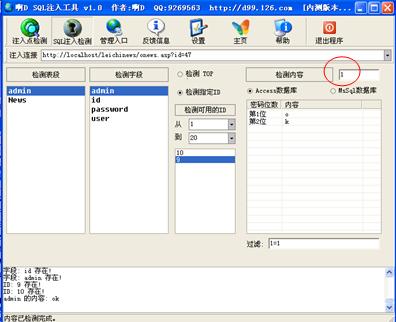 啊D SQL注入工具 v1.0 作者:啊D QQ:9269563 http://d99.126.com [内测版本...
注入点检测 SQL注入检测 管理入口 反馈信息 设置 主页 帮助 退出程序
注入连接 http://localhost/leichinews/onews.asp?id=47
检测表段 检测字段 检测 TOP 检测内容 1
检测指定ID Access数据库 MsSql数据库
admin
News
admin
id
password
user
检测可用的ID
从 1
到 20
10
9
密码位数 内容
第1位 o
第2位 k
过滤: 1=1
字段: id 存在!
字段: admin 存在!
ID: 9 存在!
ID: 10 存在!
admin 的内容: ok
内容已检测完成。